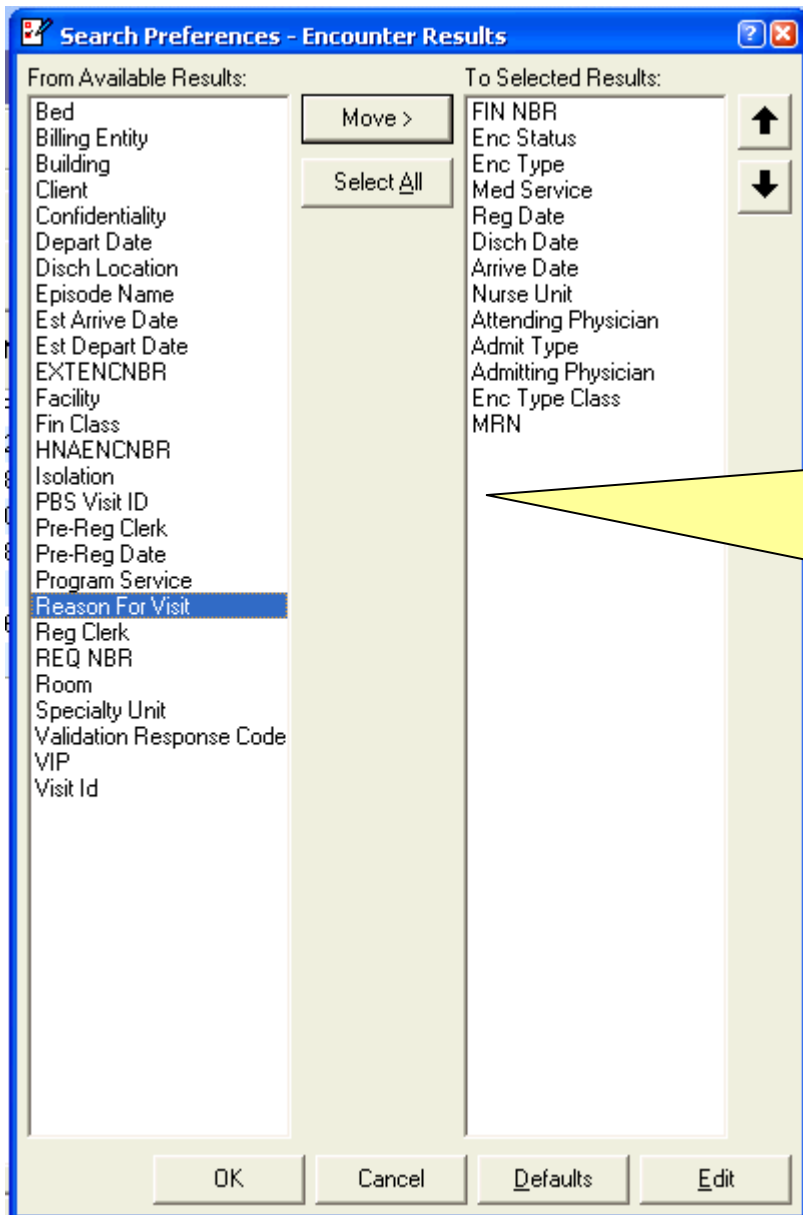 Search Preferences - Encounter Results
From Available Results:
Bed
Billing Entity
Building
Client
Confidentiality
Depart Date
Disch Location
Episode Name
Est Arrive Date
Est Depart Date
EXTENCNBR
Facility
Fin Class
HNAENCNBR
Isolation
PBS Visit ID
Pre-Reg Clerk
Pre-Reg Date
Program Service
Reason For Visit
Reg Clerk
REQ NBR
Room
Specialty Unit
Validation Response Code
VIP
Visit Id
Move >
Select All
To Selected Results:
FIN NBR
Enc Status
Enc Type
Med Service
Reg Date
Disch Date
Arrive Date
Nurse Unit
Attending Physician
Admit Type
Admitting Physician
Enc Type Class
MRN
OK
Cancel
Defaults
Edit